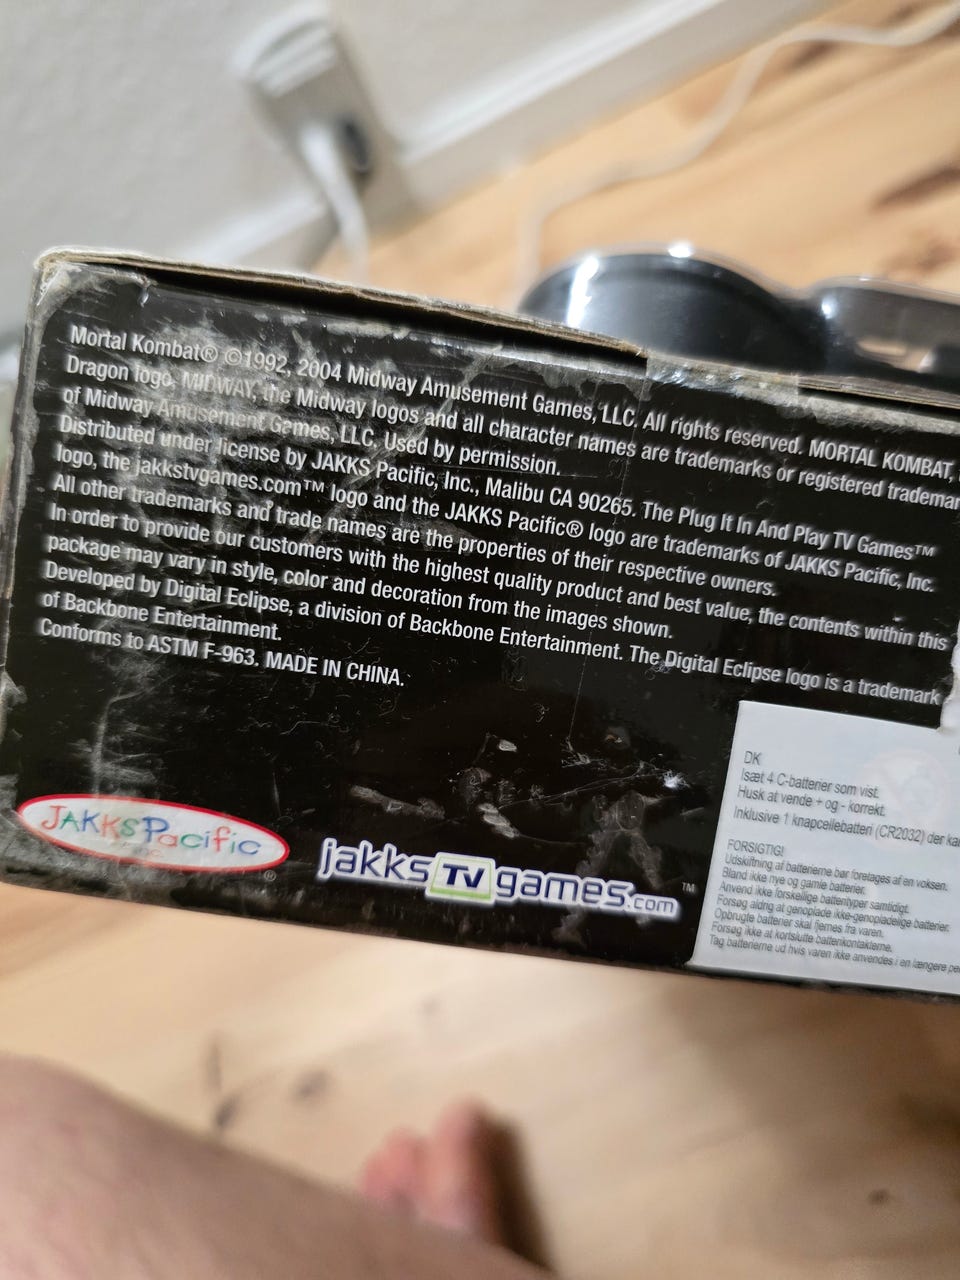 Mortal Kombat® ©1992, 2004 Midway Amusement Games, LLC. All rights reserved. MORTAL KOMBAT,
Dragon logo, MIDWAY, the Midway logos and all character names are trademarks or registered
of Midway Amusement Games, LLC. Used by permission.
Distributed under license by JAKKS Pacific, Inc., Malibu CA 90265. The Plug It In And Play TV Games™
logo, the jakkstvgames.com™ logo and the JAKKS Pacific® logo are trademarks of JAKKS Pacific, Inc.
All other trademarks and trade names are the properties of their respective owners.
In order to provide our customers with the highest quality product and best value, the contents within this
package may vary in style, color and decoration from the images shown.
Developed by Digital Eclipse, a division of Backbone Entertainment. The Digital Eclipse logo is a trademark
of Backbone Entertainment.
Conforms to ASTM F-963. MADE IN CHINA.
JAKKS Pacific ®
jakks TV games.com ™
DK
Isæt 4 C-batterier som vist.
Husk at vende + og - korrekt.
Inklusive 1 knapcellebatteri (CR2032) der
FORSIGTIG!
Udskiftning af batterierne bør foretages af en voksen.
Bland ikke nye og gamle batterier.
Anvend ikke forskellige batterityper samtidigt.
Forsøg aldrig at genoplade ikke-genopladelige batterier.
Opbrugte batterier skal fjernes fra varen.
Forsøg ikke at kortslutte batterikontakterne.
Tag batterierne ud hvis varen ikke anvendes i en længere